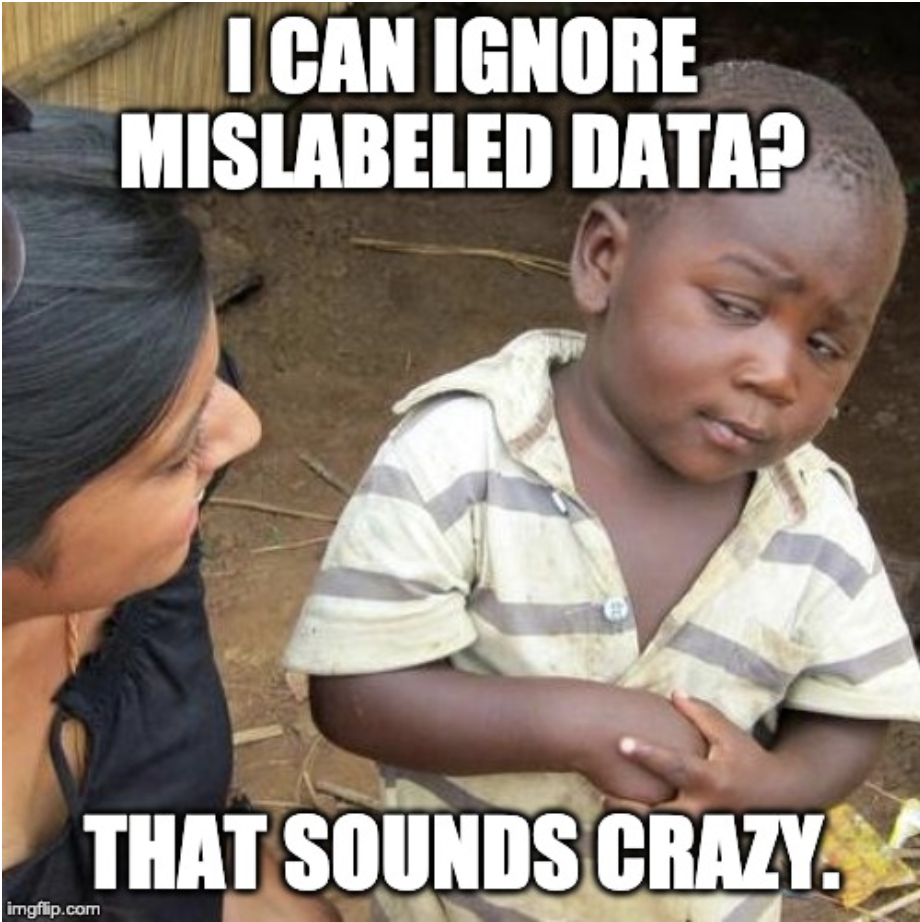 I CAN IGNORE
MISLABELED DATA?
THAT SOUNDS CRAZY.
imgflip.com